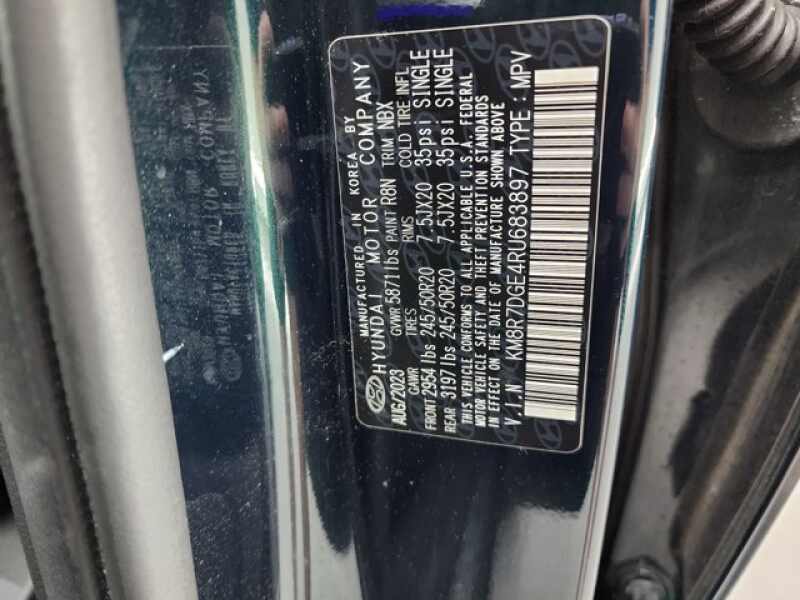 MANUFACTURED IN KOREA BY
HYUNDAI MOTOR COMPANY
AUG/2023 GVWR 5871 lbs PAINT R8N TRIM NBX
GAWR TIRES RIMS COLD TIRE INFL
FRONT 2954 lbs 245/50R20 7.5JX20 35psi SINGLE
REAR 3197 lbs 245/50R20 7.5JX20 35psi SINGLE
THIS VEHICLE CONFORMS TO ALL APPLICABLE U.S.A. FEDERAL
MOTOR VEHICLE SAFETY AND THEFT PREVENTION STANDARDS
IN EFFECT ON THE DATE OF MANUFACTURE SHOWN ABOVE
V.I.N : KM8R7DGE4RU683897 TYPE : MPV